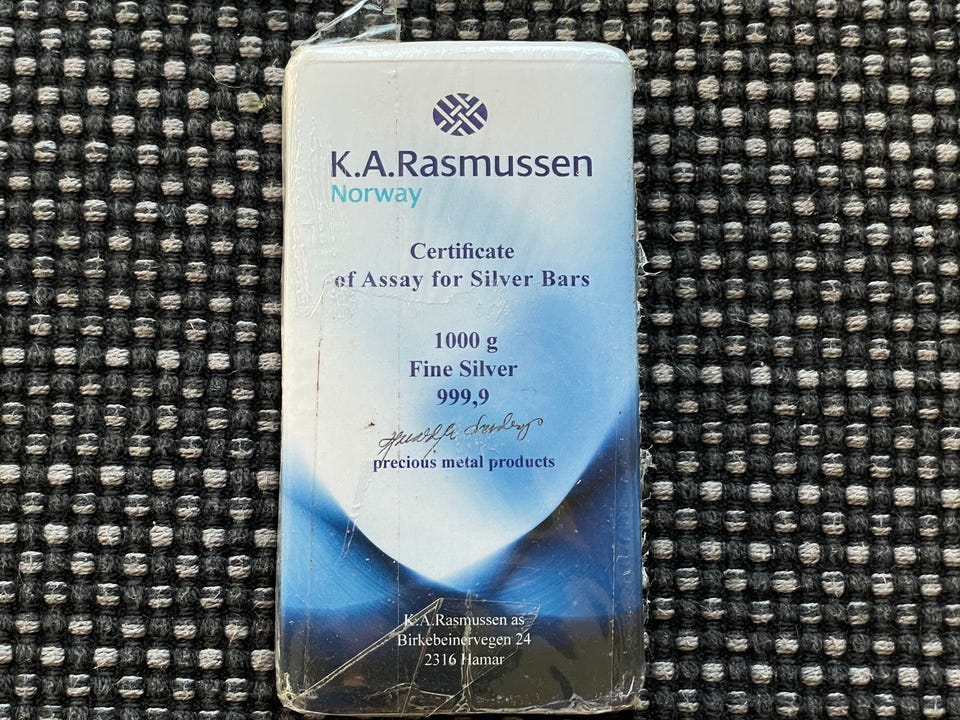 K.A.Rasmussen
Norway
Certificate
of Assay for Silver Bars
1000 g
Fine Silver
999,9
precious metal products
K.A.Rasmussen as
Birkebeinervegen 24
2316 Hamar